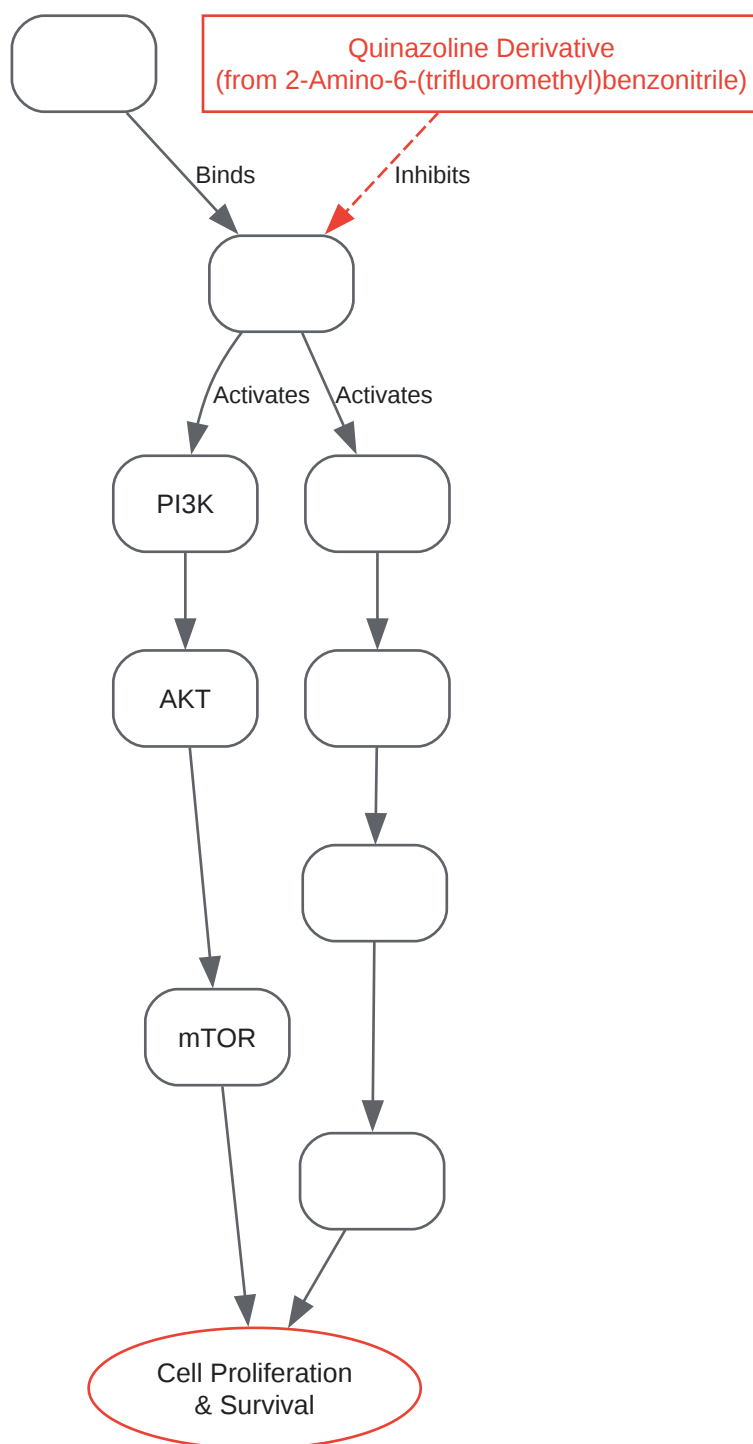 Quinazoline Derivative
(from 2-Amino-6-(trifluoromethyl)benzonitrile)
Binds
Inhibits
Activates
Activates
PI3K
AKT
mTOR
Cell Proliferation
& Survival